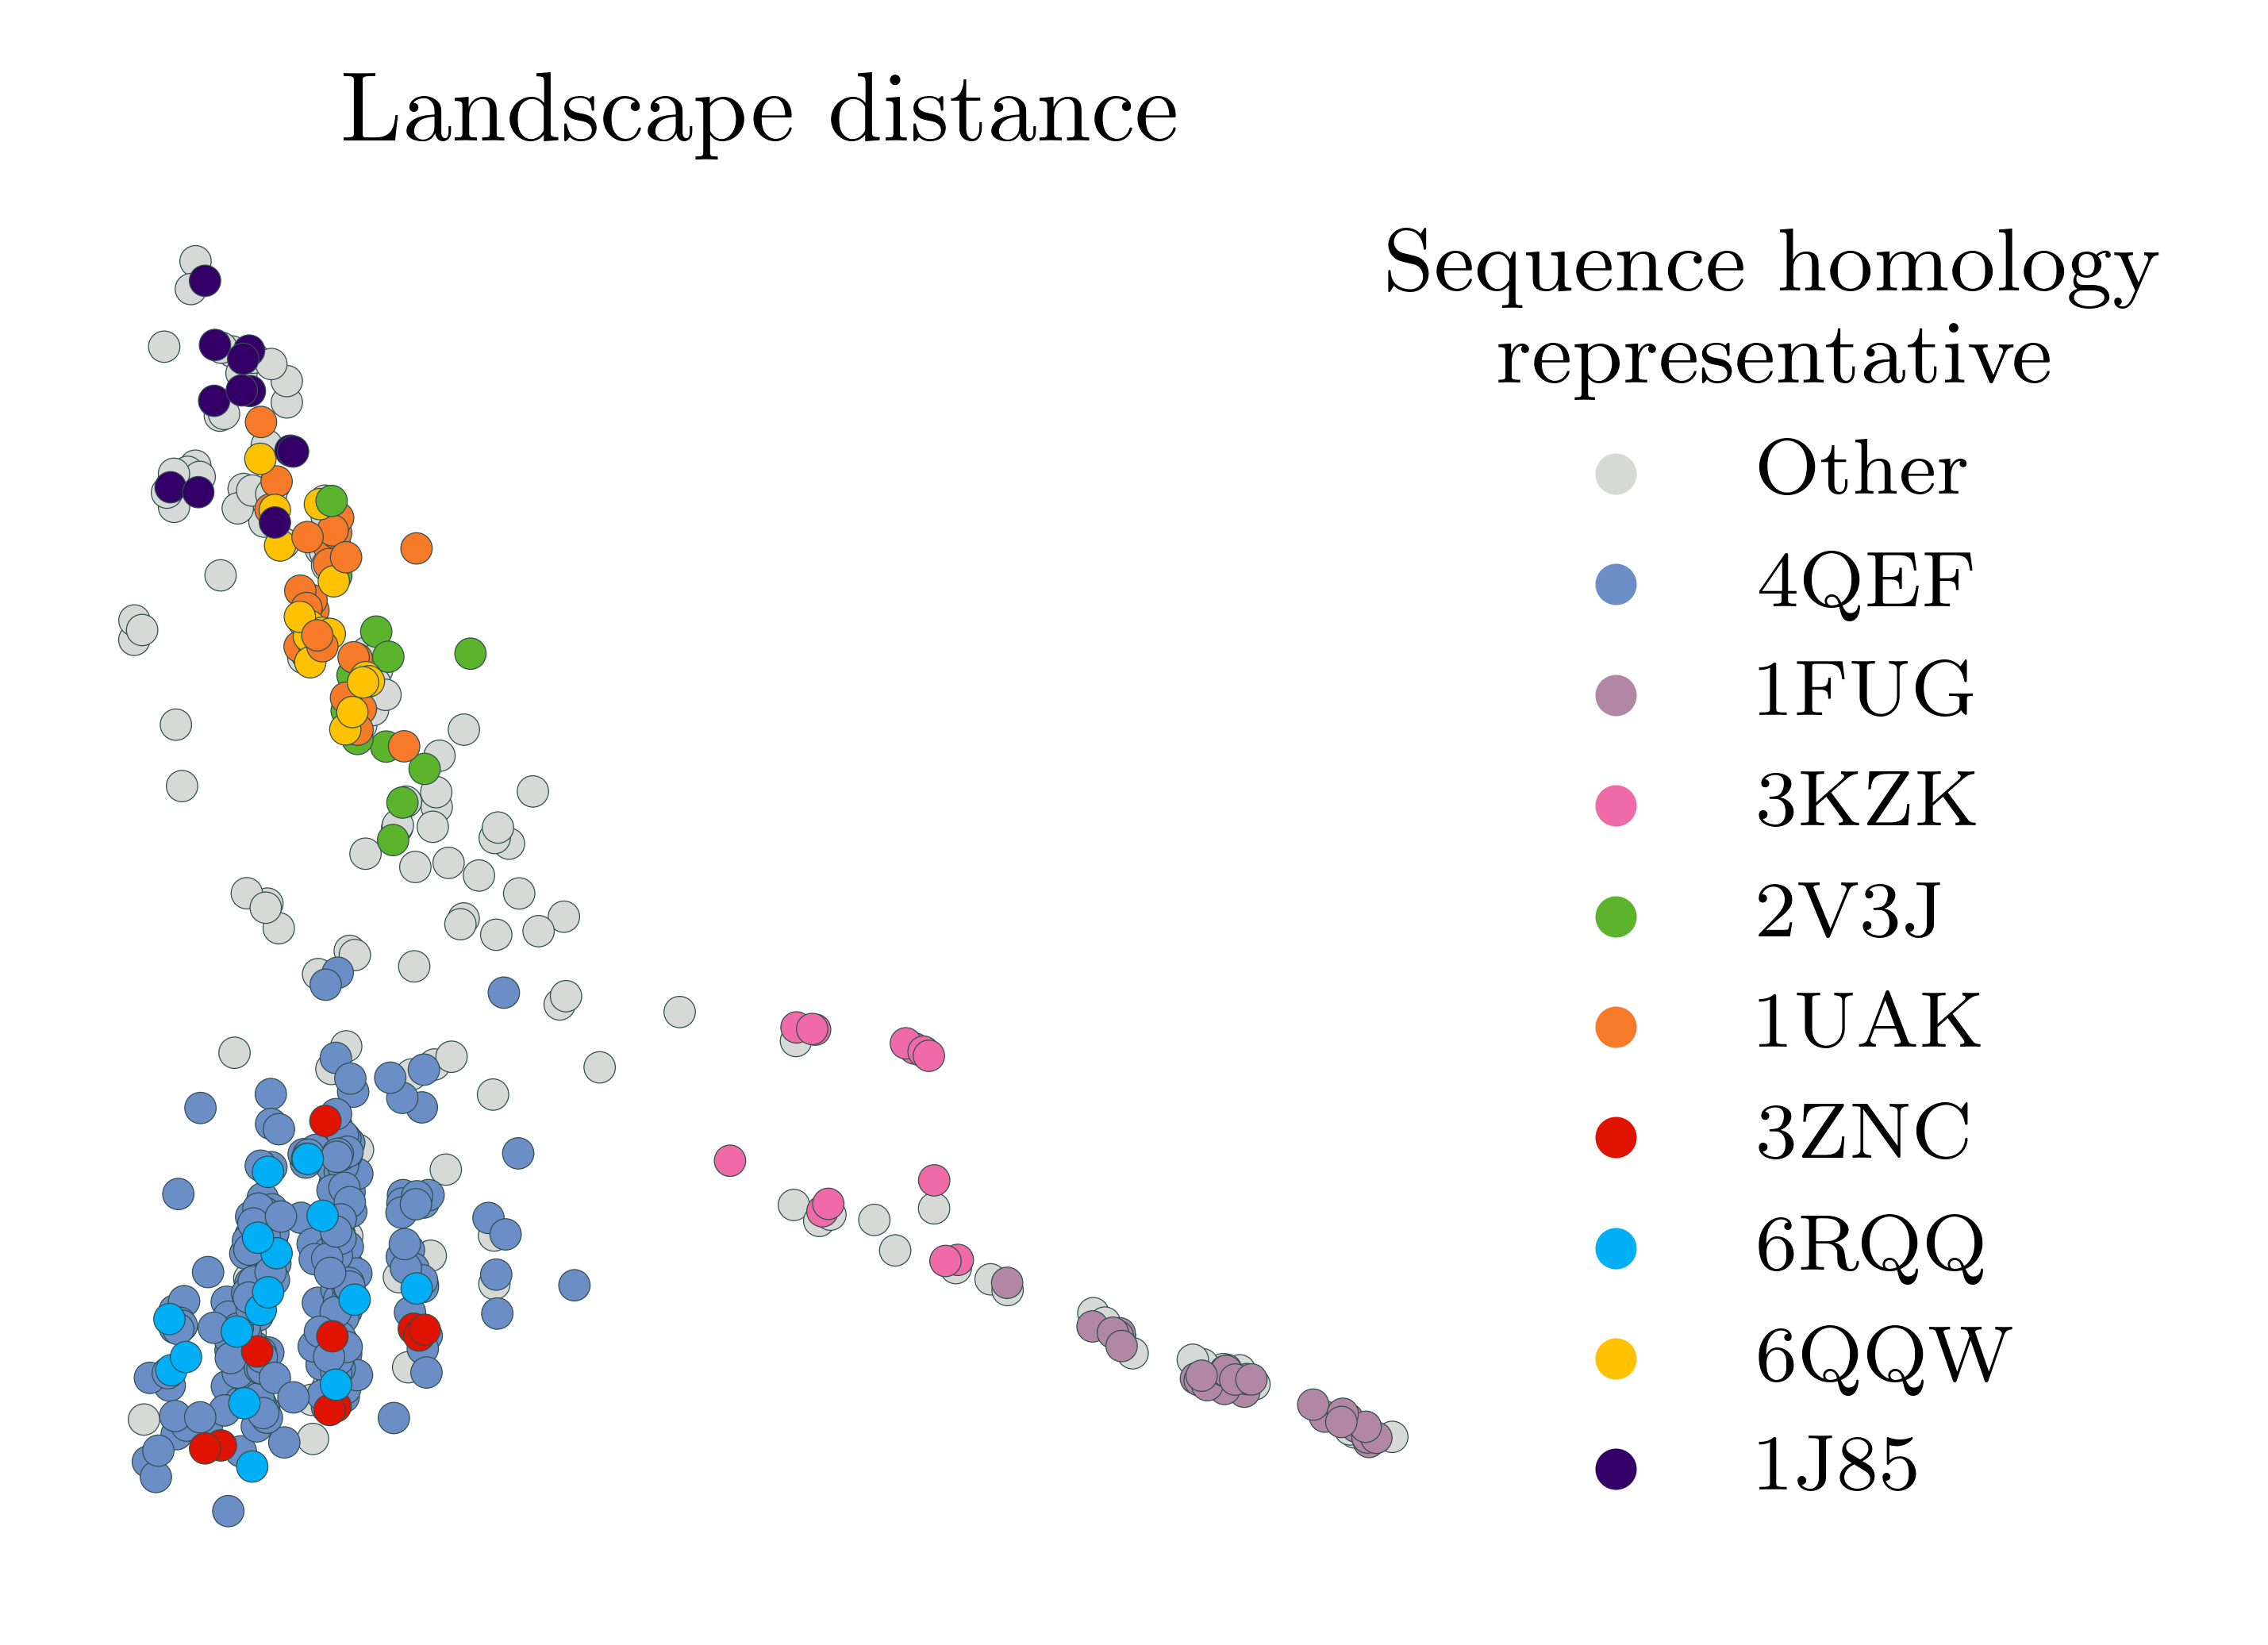 Landscape distance
Sequence homology
representative
Other
4QEF
1FUG
3KZK
2V3J
1UAK
3ZNC
6RQQ
6QQW
1J85